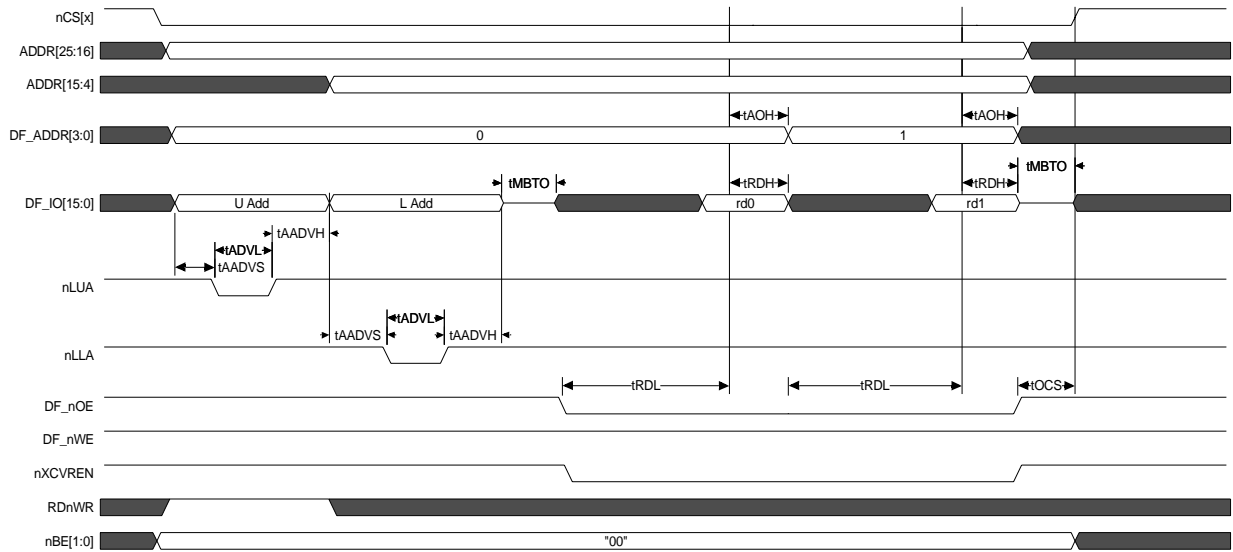 nCS[x]
ADDR[25:16]
ADDR[15:4]
tAOH tAOH
DF_ADDR[3:0] 0 1
tMBTO tRDH tRDH tMBTO
DF_IO[15:0] U Add L Add rd0 rd1
tAADVH
tADVL
tAADVS
nLUA
tADVL
tAADVS tAADVH
nLLA
tRDL tRDL tOCS
DF_nOE
DF_nWE
nXCVREN
RDnWR
nBE[1:0] "00"